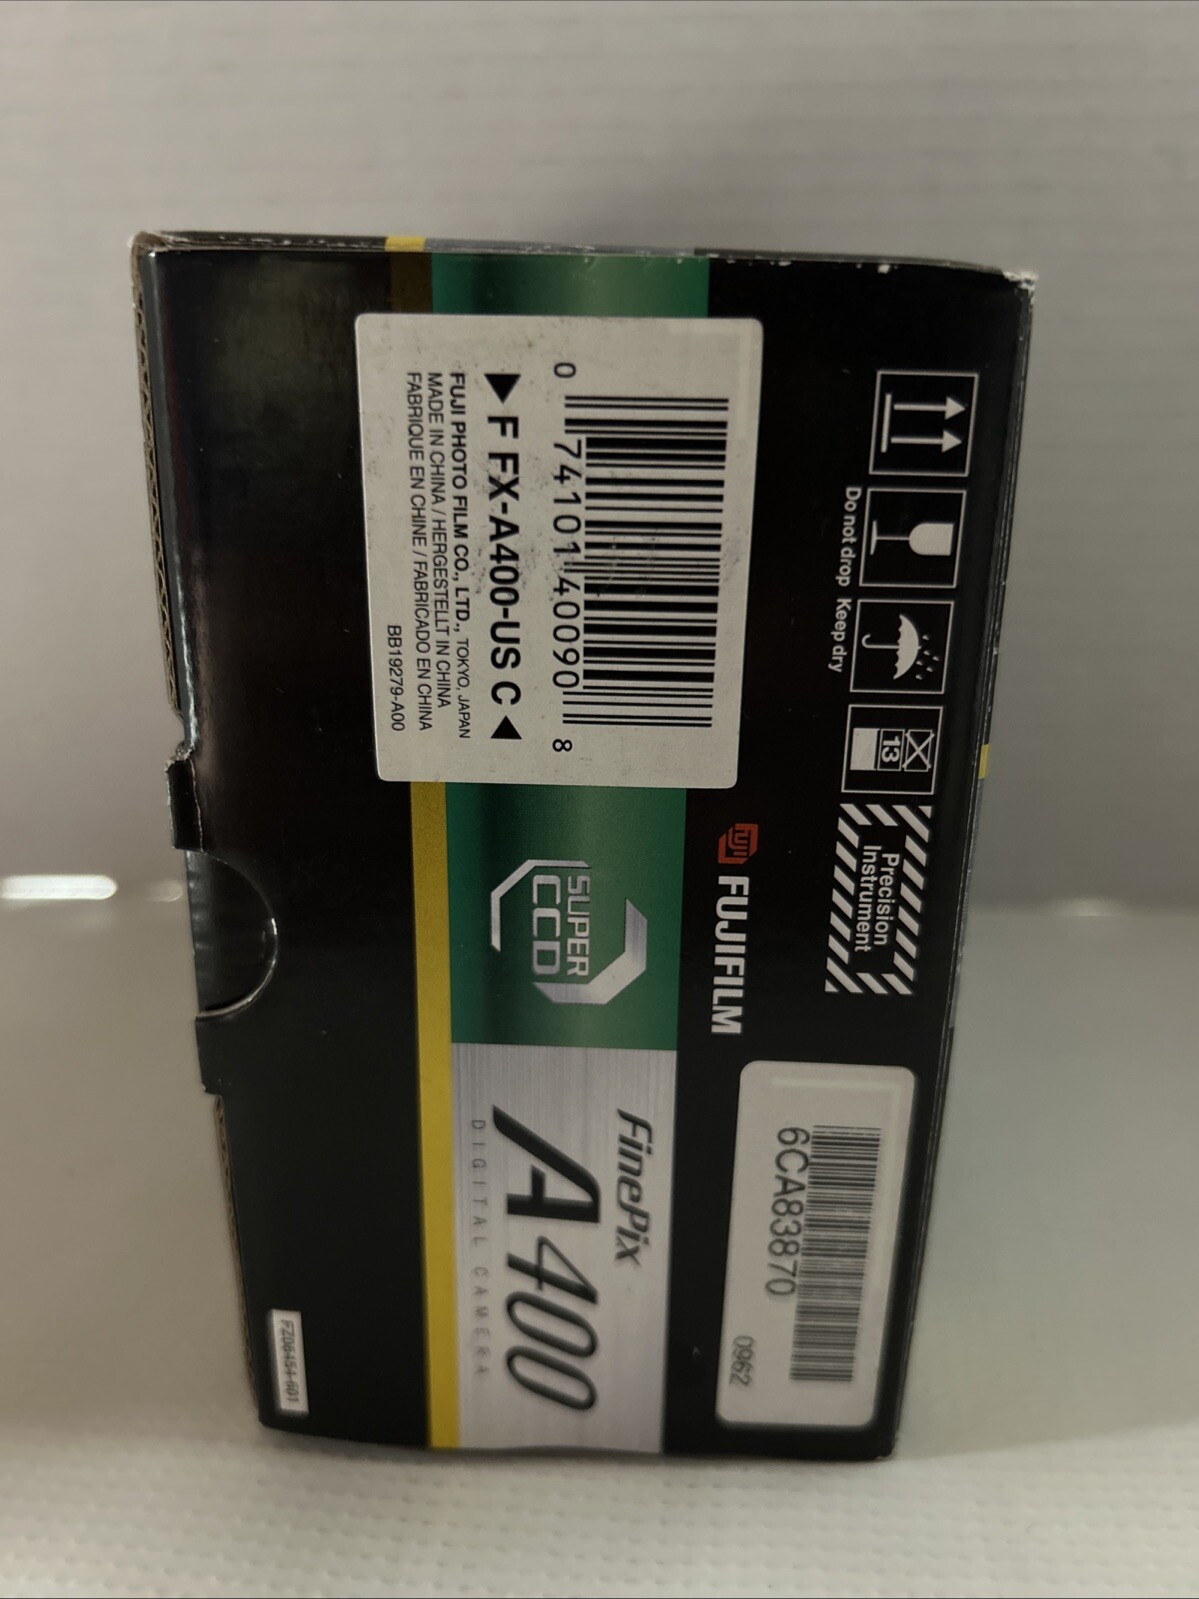 0 74101 40090 8
▶ F FX-A400-US C ◀
FUJI PHOTO FILM CO., LTD., TOKYO, JAPAN
MADE IN CHINA / HERGESTELLT IN CHINA
FABRIQUE EN CHINE / FABRICADO EN CHINA
BB19279-A00
Do not drop
Keep dry
13
Precision
Instrument
FUJI
FUJIFILM
SUPER
CCD
6CA83870
0962
FinePix
A400
DIGITAL CAMERA
FZ06454-601